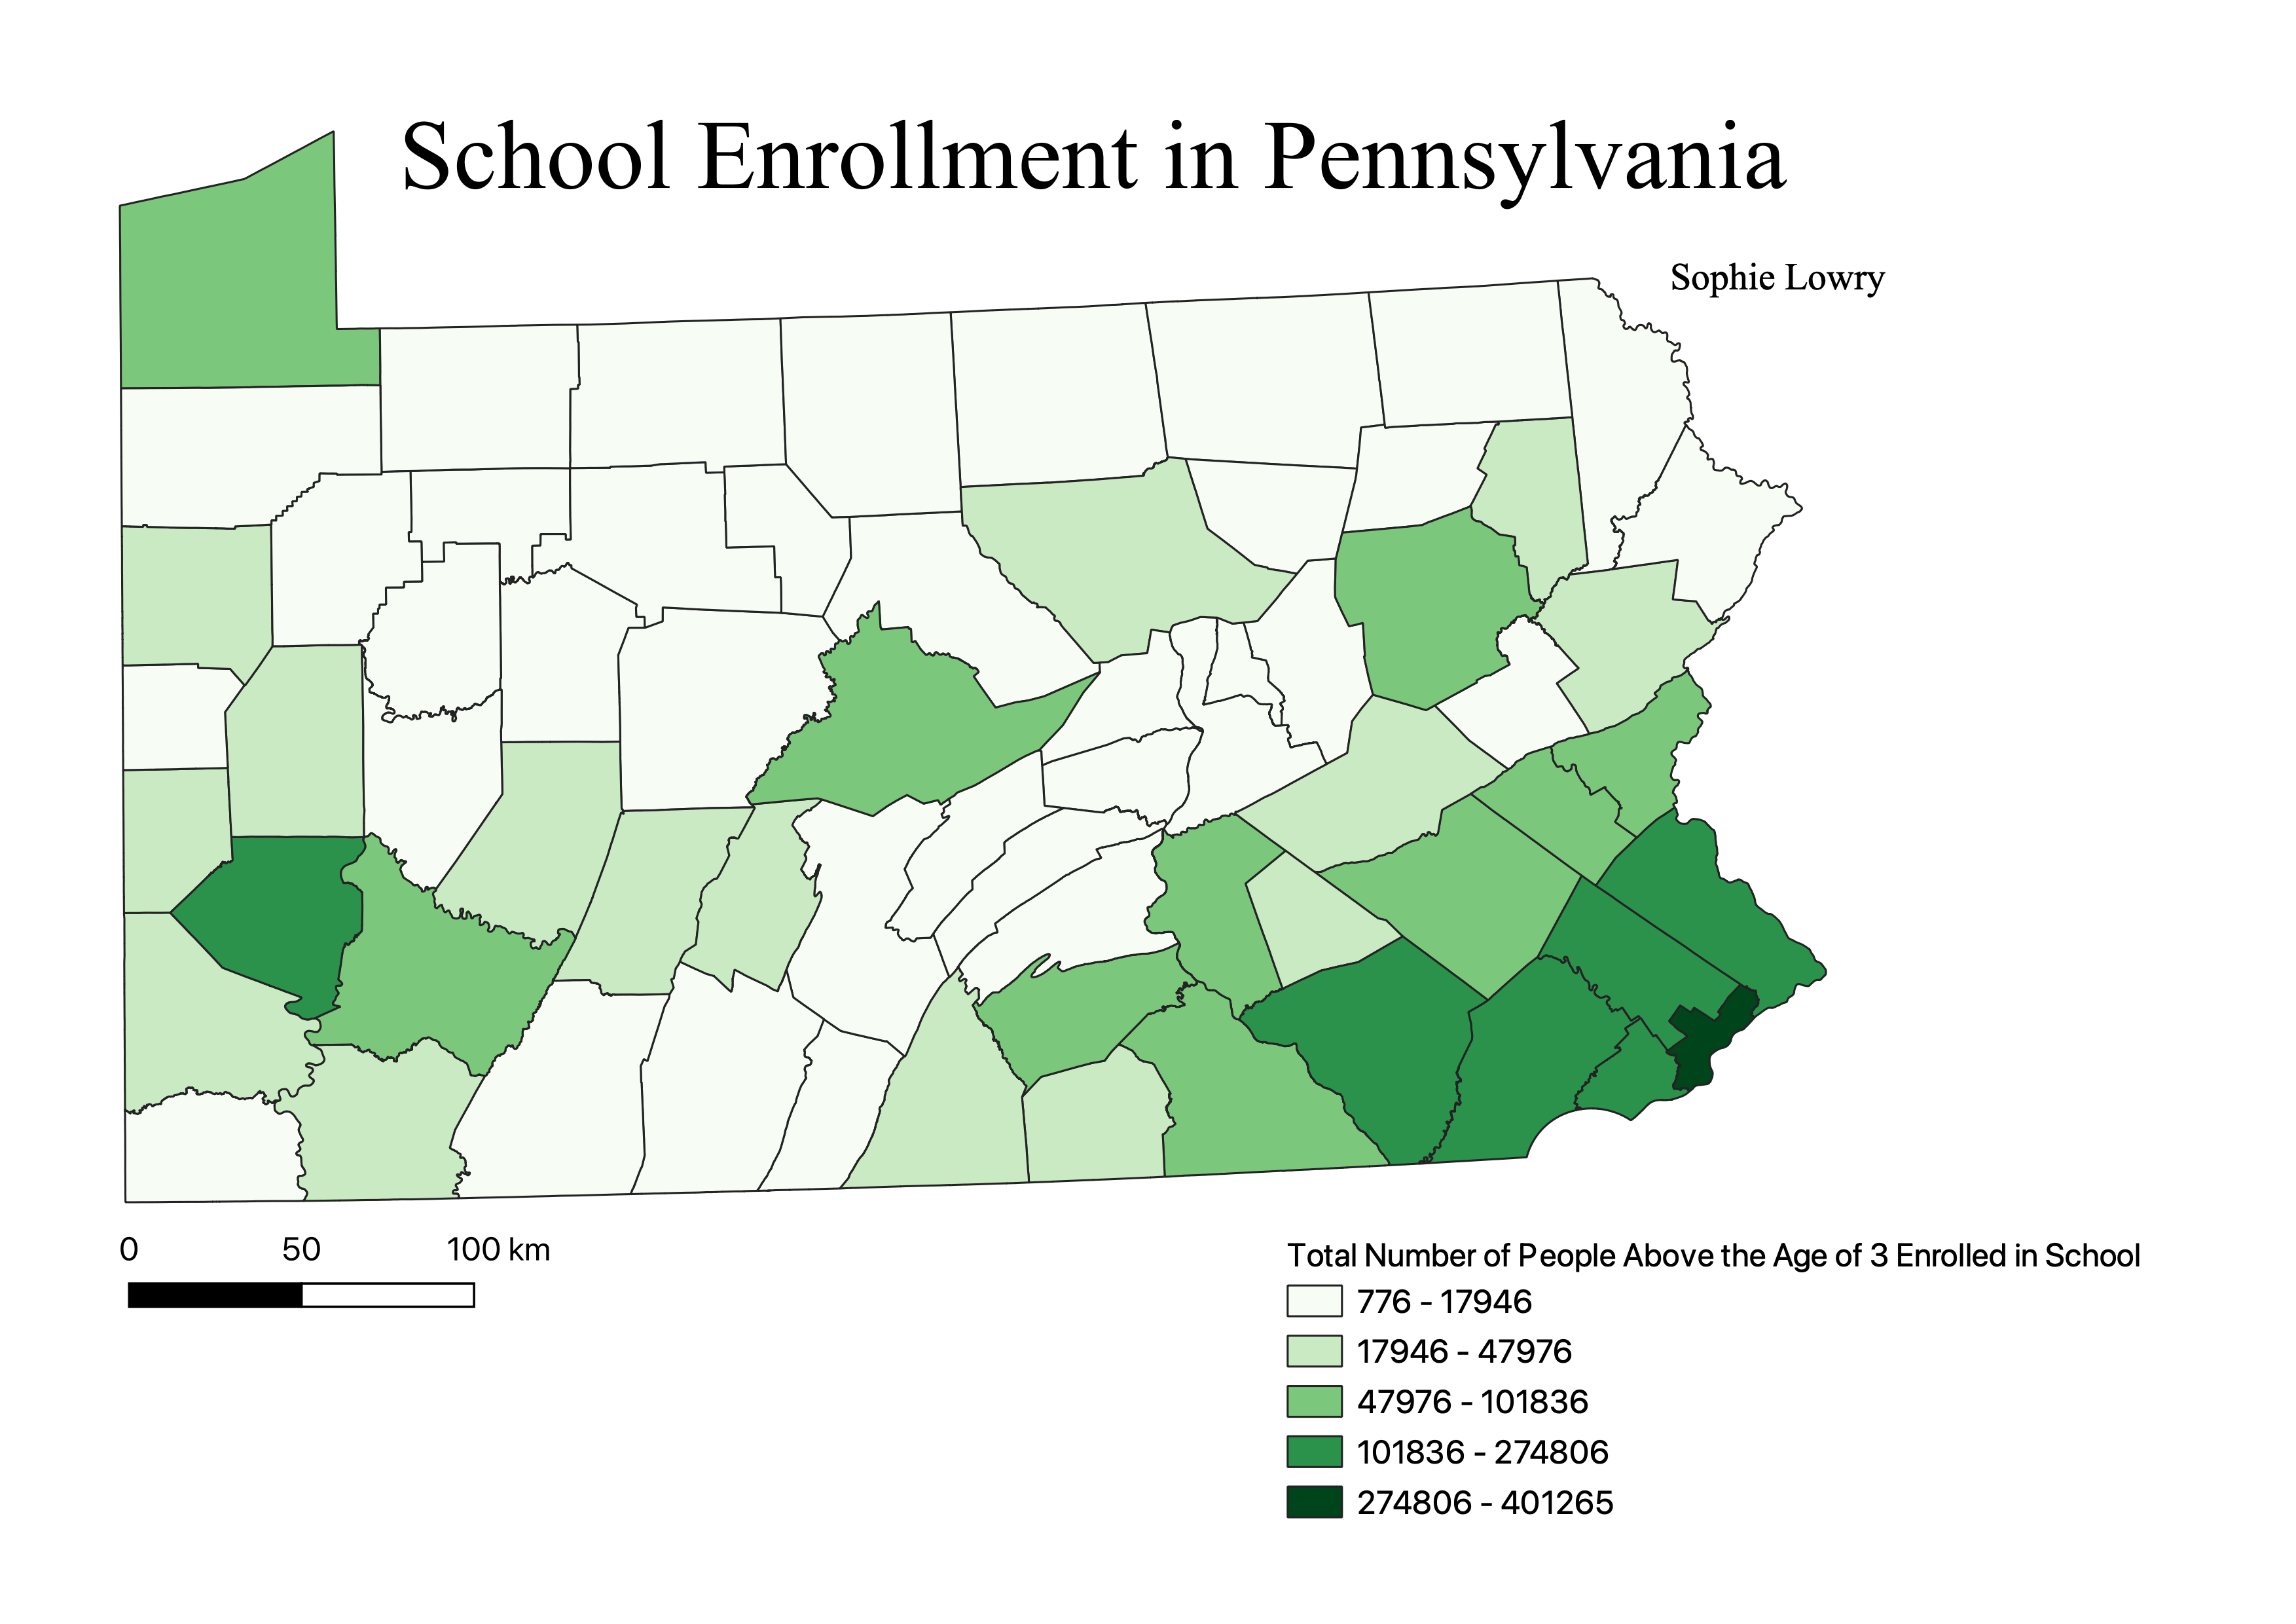 School Enrollment in Pennsylvania
Sophie Lowry
0 50 100 km
Total Number of People Above the Age of 3 Enrolled in School
776 - 17946
17946 - 47976
47976 - 101836
101836 - 274806
274806 - 401265